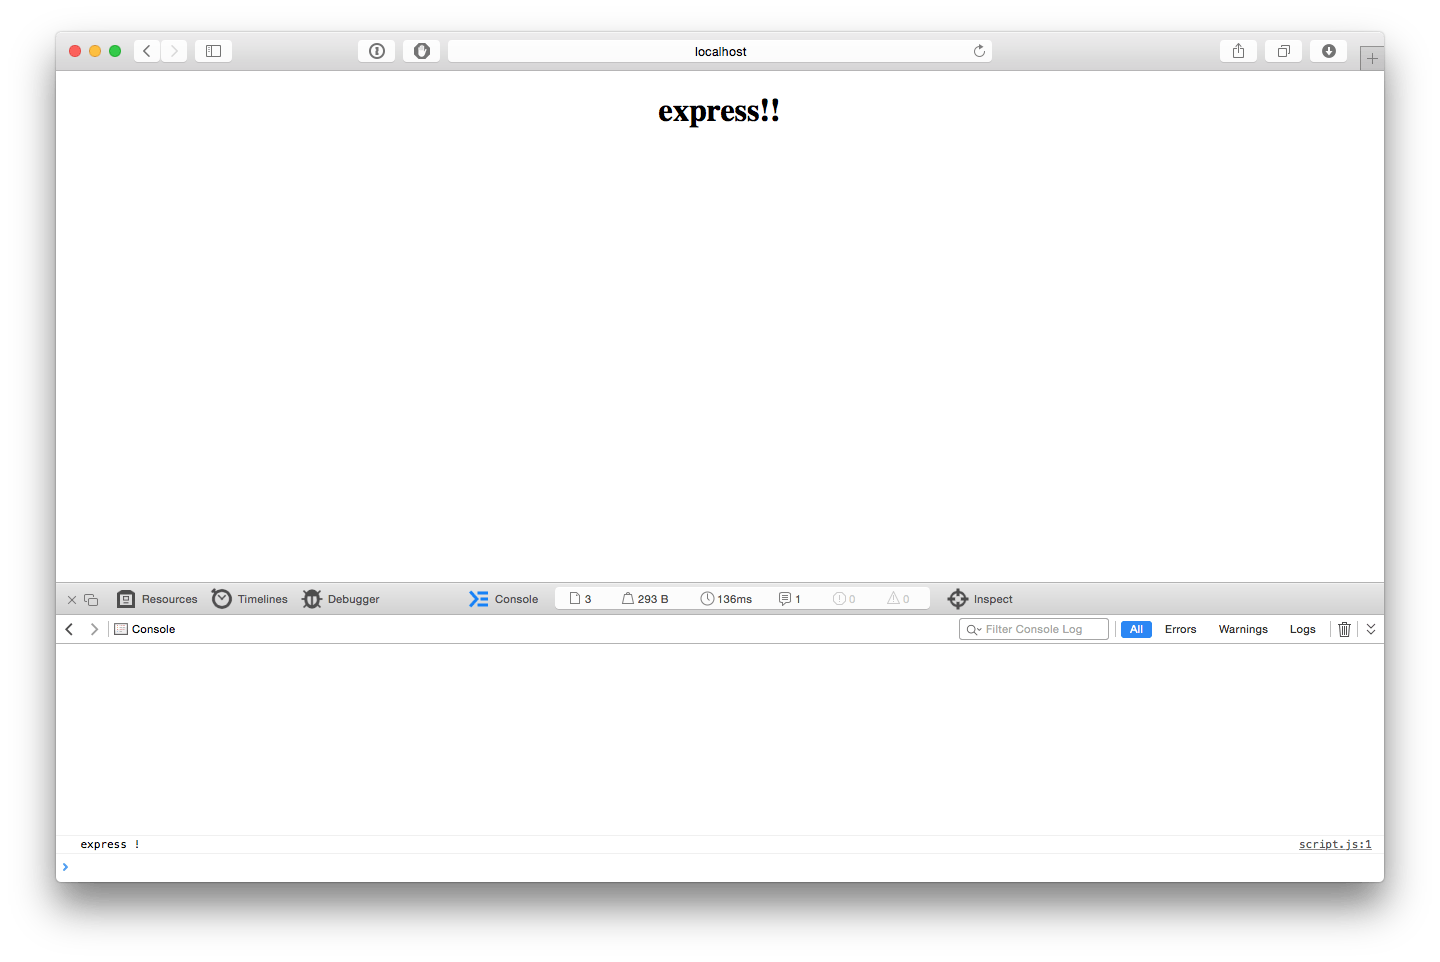 localhost
express!!
Resources Timelines Debugger Console 3 293 B 136ms 1 0 0 Inspect
Console Filter Console Log All Errors Warnings Logs
express ! script.js:1